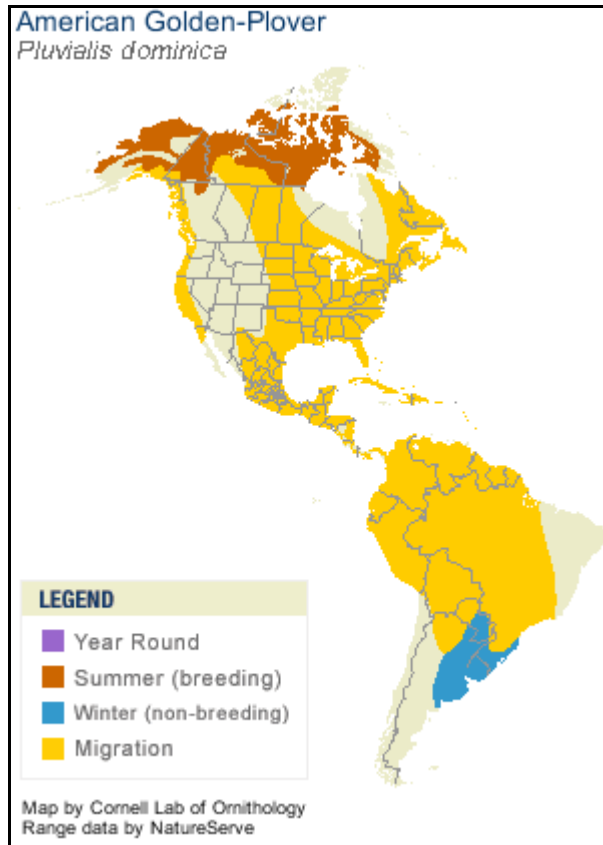 American Golden-Plover
Pluvialis dominica
LEGEND
Year Round
Summer (breeding)
Winter (non-breeding)
Migration
Map by Cornell Lab of Ornithology
Range data by NatureServe